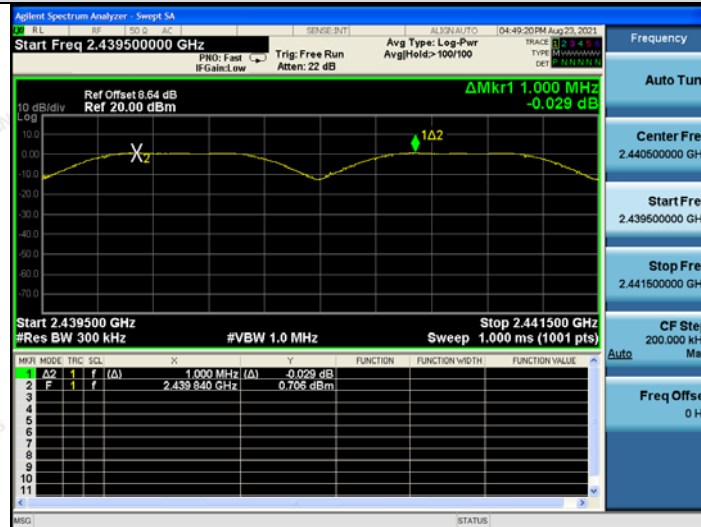 Agilent Spectrum Analyzer - Swept SA
RL RF 50 Ω AC SENSE:INT ALIGN AUTO 04:49:20PM Aug 23, 2021
Start Freq 2.439500000 GHz PNO: Fast Trig: Free Run Avg Type: Log-Pwr TRACE 1 2 3 4 5 6
IFGain:Low Atten: 22 dB Avg|Hold:> 100/100 TYPE M
DET P N N N N N
Ref Offset 8.64 dB ΔMkr1 1.000 MHz
10 dB/div Ref 20.00 dBm -0.029 dB
Log
10.0
0.00
-10.0
-20.0
-30.0
-40.0
-50.0
-60.0
-70.0
2
1Δ2
Start 2.439500 GHz Stop 2.441500 GHz
#Res BW 300 kHz #VBW 1.0 MHz Sweep 1.000 ms (1001 pts)
MKR MODE TRC SCL X Y FUNCTION FUNCTION WIDTH FUNCTION VALUE
1 Δ2 1 f (Δ) 1.000 MHz (Δ) -0.029 dB
2 F 1 f 2.439 840 GHz 0.706 dBm
3
4
5
6
7
8
9
10
11
MSG STATUS
Frequency
Auto Tun
Center Fre
2.440500000 GH
Start Fre
2.439500000 GH
Stop Fre
2.441500000 GH
CF Ste
200.000 kH
Auto Ma
Freq Offse
0 H